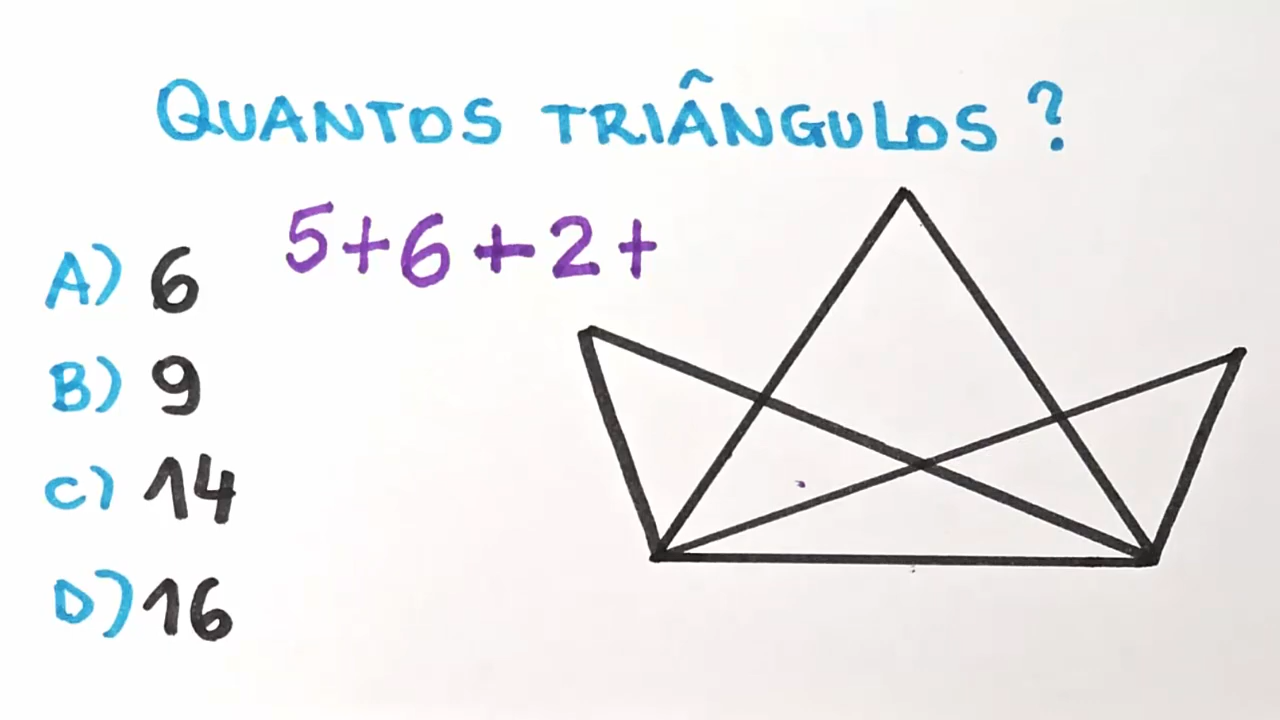 QUANTOS TRIÂNGULOS ?
5+6+2+
A) 6
B) 9
C) 14
D) 16